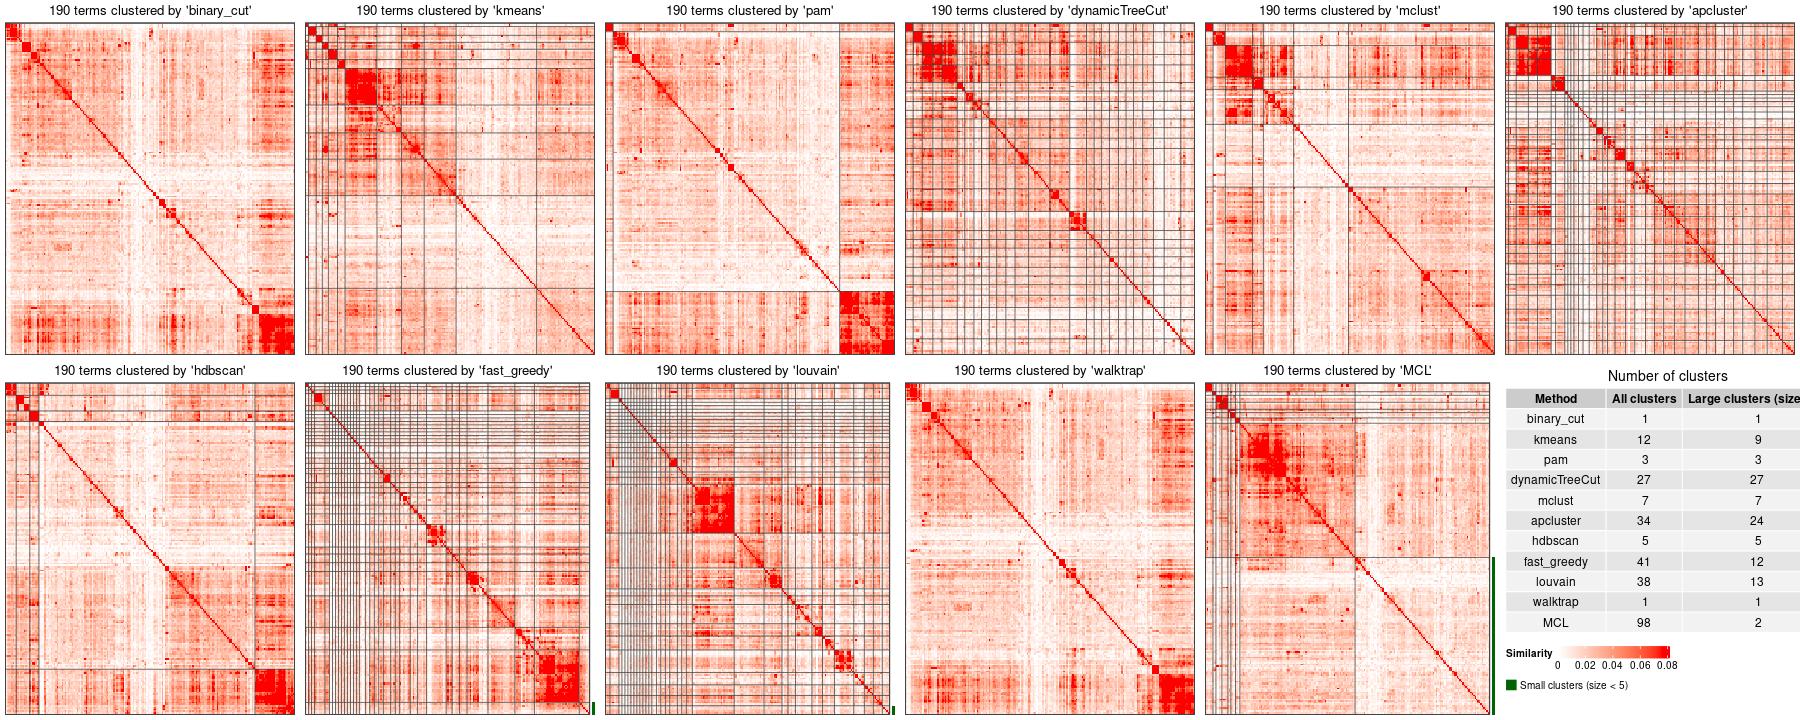 190 terms clustered by 'binary_cut'
190 terms clustered by 'kmeans'
190 terms clustered by 'pam'
190 terms clustered by 'dynamicTreeCut'
190 terms clustered by 'mclust'
190 terms clustered by 'apcluster'
190 terms clustered by 'hdbscan'
190 terms clustered by 'fast_greedy'
190 terms clustered by 'louvain'
190 terms clustered by 'walktrap'
190 terms clustered by 'MCL'
Number of clusters
Method All clusters Large clusters (size
binary_cut 1 1
kmeans 12 9
pam 3 3
dynamicTreeCut 27 27
mclust 7 7
apcluster 34 24
hdbscan 5 5
fast_greedy 41 12
louvain 38 13
walktrap 1 1
MCL 98 2
Similarity
0 0.02 0.04 0.06 0.08
Small clusters (size < 5)